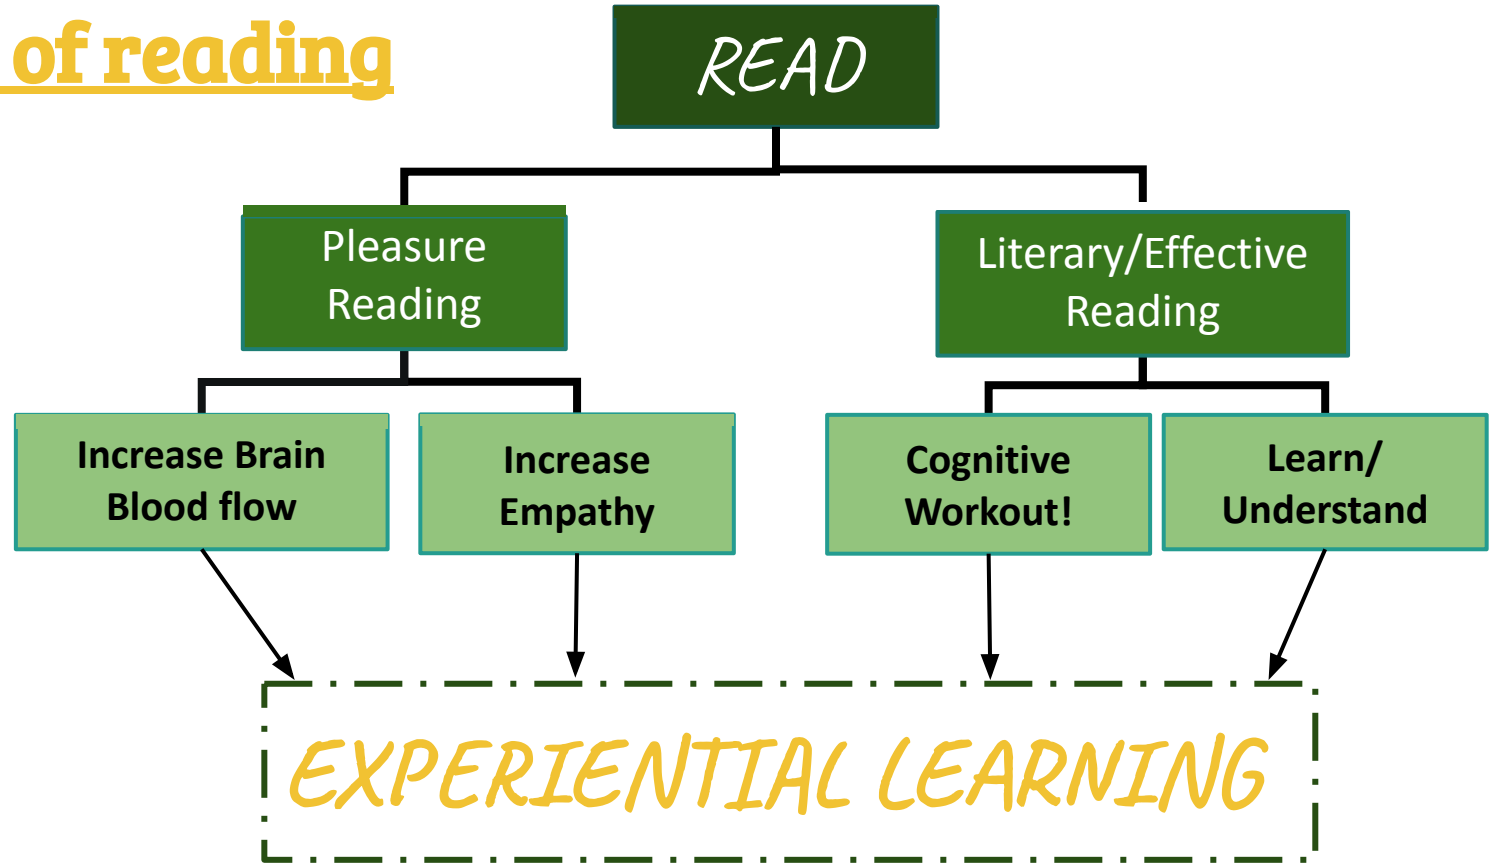 of reading
READ
Pleasure
Reading
Literary/Effective
Reading
Increase Brain
Blood flow
Increase
Empathy
Cognitive
Workout!
Learn/
Understand
EXPERIENTIAL LEARNING